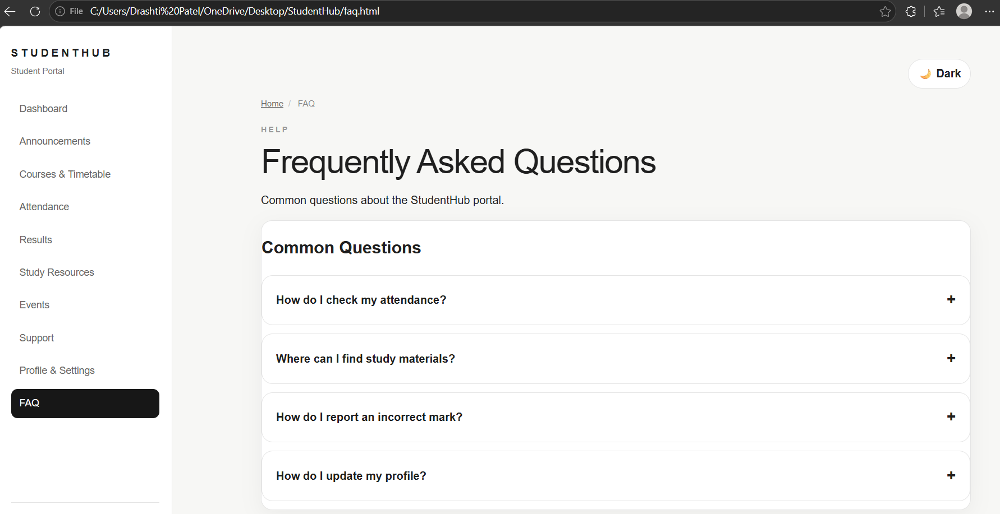 File C:/Users/Drashti%20Patel/OneDrive/Desktop/StudentHub/faq.html
STUDENTHUB
Student Portal
Dashboard
Announcements
Courses & Timetable
Attendance
Results
Study Resources
Events
Support
Profile & Settings
FAQ
🌙 Dark
Home / FAQ
HELP
Frequently Asked Questions
Common questions about the StudentHub portal.
Common Questions
How do I check my attendance? +
Where can I find study materials? +
How do I report an incorrect mark? +
How do I update my profile? +